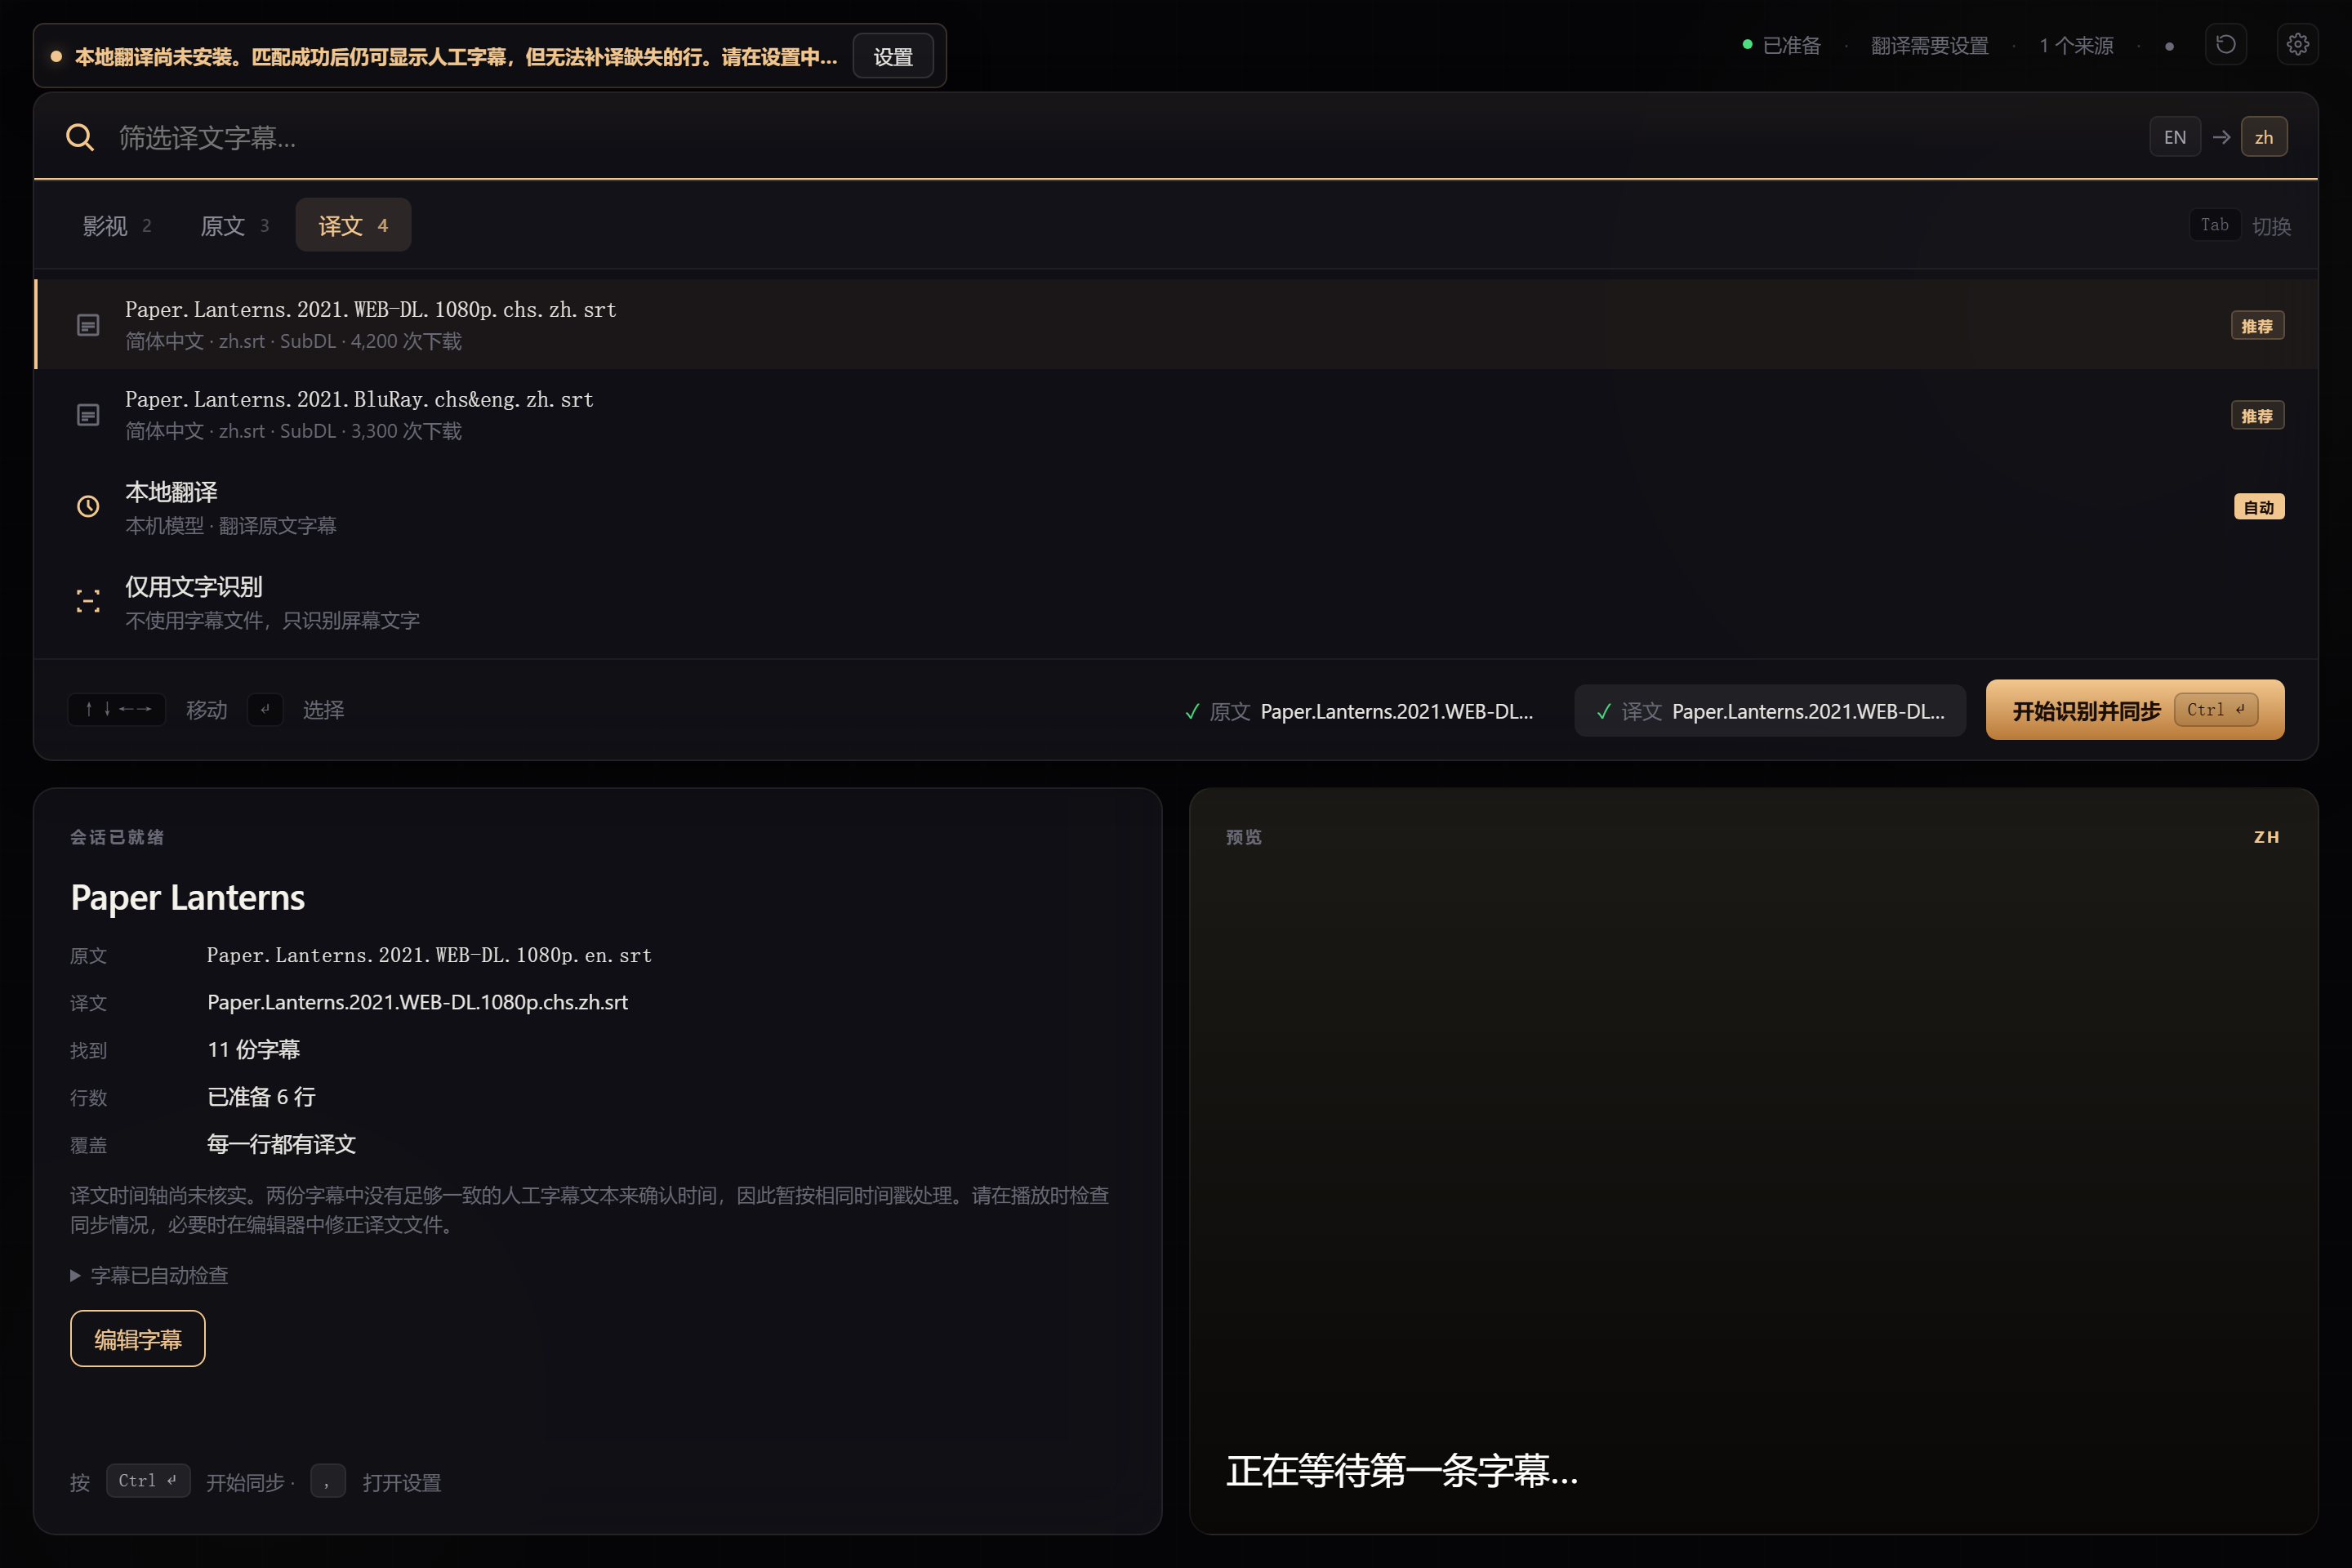 本地翻译尚未安装。匹配成功后仍可显示人工字幕，但无法补译缺失的行。请在设置中... 设置
已准备 · 翻译需要设置 · 1 个来源 ·
筛选译文字幕...
EN → zh
影视 2 原文 3 译文 4
Tab 切换
Paper.Lanterns.2021.WEB-DL.1080p.chs.zh.srt
简体中文 · zh.srt · SubDL · 4,200 次下载
推荐
Paper.Lanterns.2021.BluRay.chs&eng.zh.srt
简体中文 · zh.srt · SubDL · 3,300 次下载
推荐
本地翻译
本机模型 · 翻译原文字幕
自动
仅用文字识别
不使用字幕文件，只识别屏幕文字
↑↓←→ 移动 ↵ 选择
✓ 原文 Paper.Lanterns.2021.WEB-DL... ✓ 译文 Paper.Lanterns.2021.WEB-DL... 开始识别并同步 Ctrl ↵
会话已就绪
Paper Lanterns
原文 Paper.Lanterns.2021.WEB-DL.1080p.en.srt
译文 Paper.Lanterns.2021.WEB-DL.1080p.chs.zh.srt
找到 11 份字幕
行数 已准备 6 行
覆盖 每一行都有译文
译文时间轴尚未核实。两份字幕中没有足够一致的人工字幕文本来确认时间，因此暂按相同时间戳处理。请在播放时检查
同步情况，必要时在编辑器中修正译文文件。
▶ 字幕已自动检查
编辑字幕
按 Ctrl ↵ 开始同步 · , 打开设置
预览 ZH
正在等待第一条字幕...